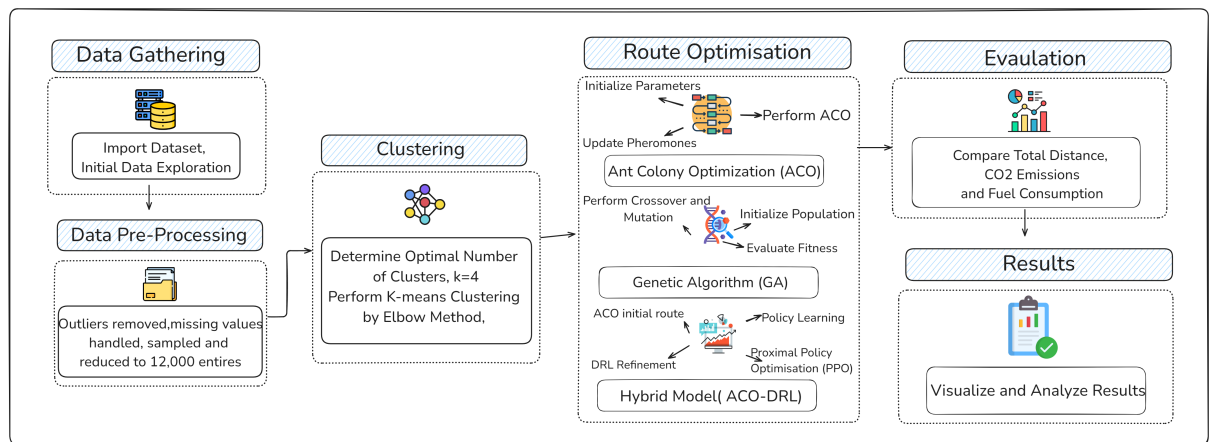 Data Gathering
Import Dataset,
Initial Data Exploration
Data Pre-Processing
Outliers removed,missing values
handled, sampled and
reduced to 12,000 entires
Clustering
Determine Optimal Number
of Clusters, k=4
Perform K-means Clustering
by Elbow Method,
Route Optimisation
Initialize Parameters
Perform ACO
Update Pheromones
Ant Colony Optimization (ACO)
Perform Crossover and
Mutation
Initialize Population
Evaluate Fitness
Genetic Algorithm (GA)
ACO initial route
Policy Learning
DRL Refinement
Proximal Policy
Optimisation (PPO)
Hybrid Model( ACO-DRL)
Evaulation
Compare Total Distance,
CO2 Emissions
and Fuel Consumption
Results
Visualize and Analyze Results